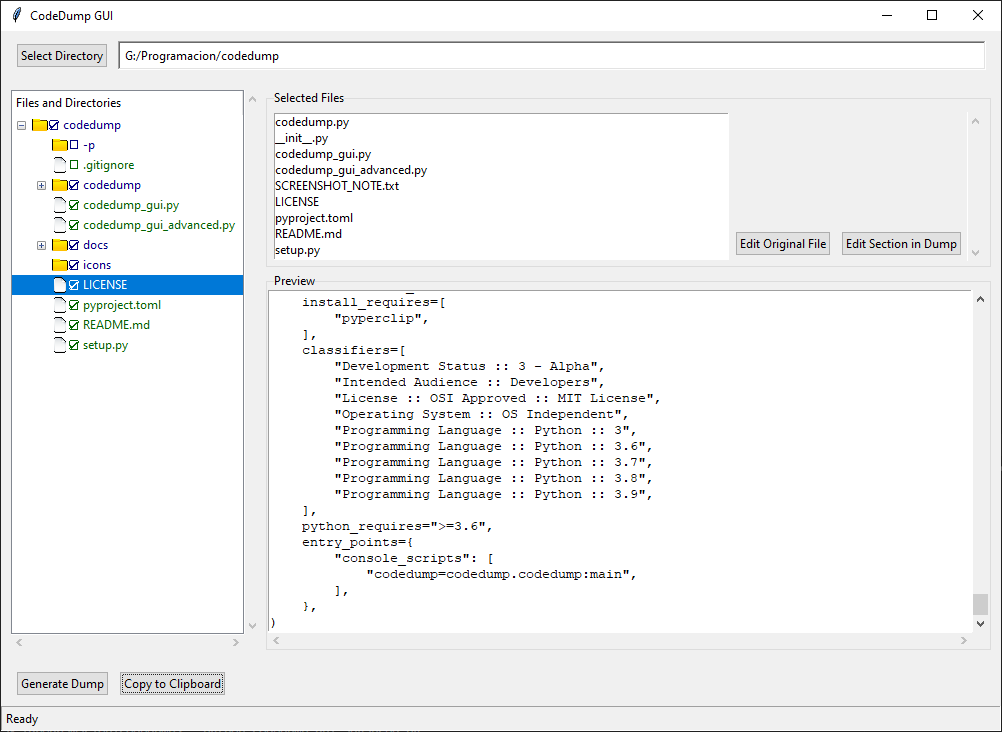 CodeDump GUI
Select Directory
G:/Programacion/codedump
Files and Directories
codedump
-p
.gitignore
codedump
codedump_gui.py
codedump_gui_advanced.py
docs
icons
LICENSE
pyproject.toml
README.md
setup.py
Selected Files
codedump.py
__init__.py
codedump_gui.py
codedump_gui_advanced.py
SCREENSHOT_NOTE.txt
LICENSE
pyproject.toml
README.md
setup.py
Edit Original File
Edit Section in Dump
Preview
    install_requires=[
        "pyperclip",
    ],
    classifiers=[
        "Development Status :: 3 - Alpha",
        "Intended Audience :: Developers",
        "License :: OSI Approved :: MIT License",
        "Operating System :: OS Independent",
        "Programming Language :: Python :: 3",
        "Programming Language :: Python :: 3.6",
        "Programming Language :: Python :: 3.7",
        "Programming Language :: Python :: 3.8",
        "Programming Language :: Python :: 3.9",
    ],
    python_requires=">=3.6",
    entry_points={
        "console_scripts": [
            "codedump=codedump.codedump:main",
        ],
    },
)
Generate Dump
Copy to Clipboard
Ready